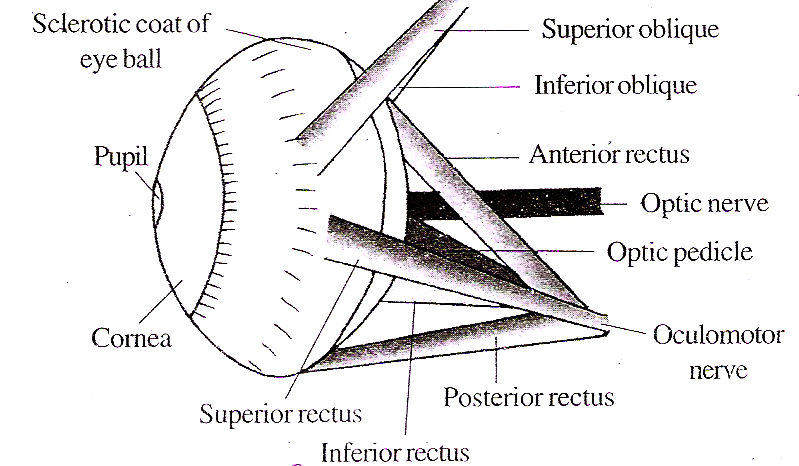 Sclerotic coat of
eye ball
Superior oblique
Inferior oblique
Pupil
Anterior rectus
Optic nerve
Optic pedicle
Cornea
Oculomotor
nerve
Posterior rectus
Superior rectus
Inferior rectus